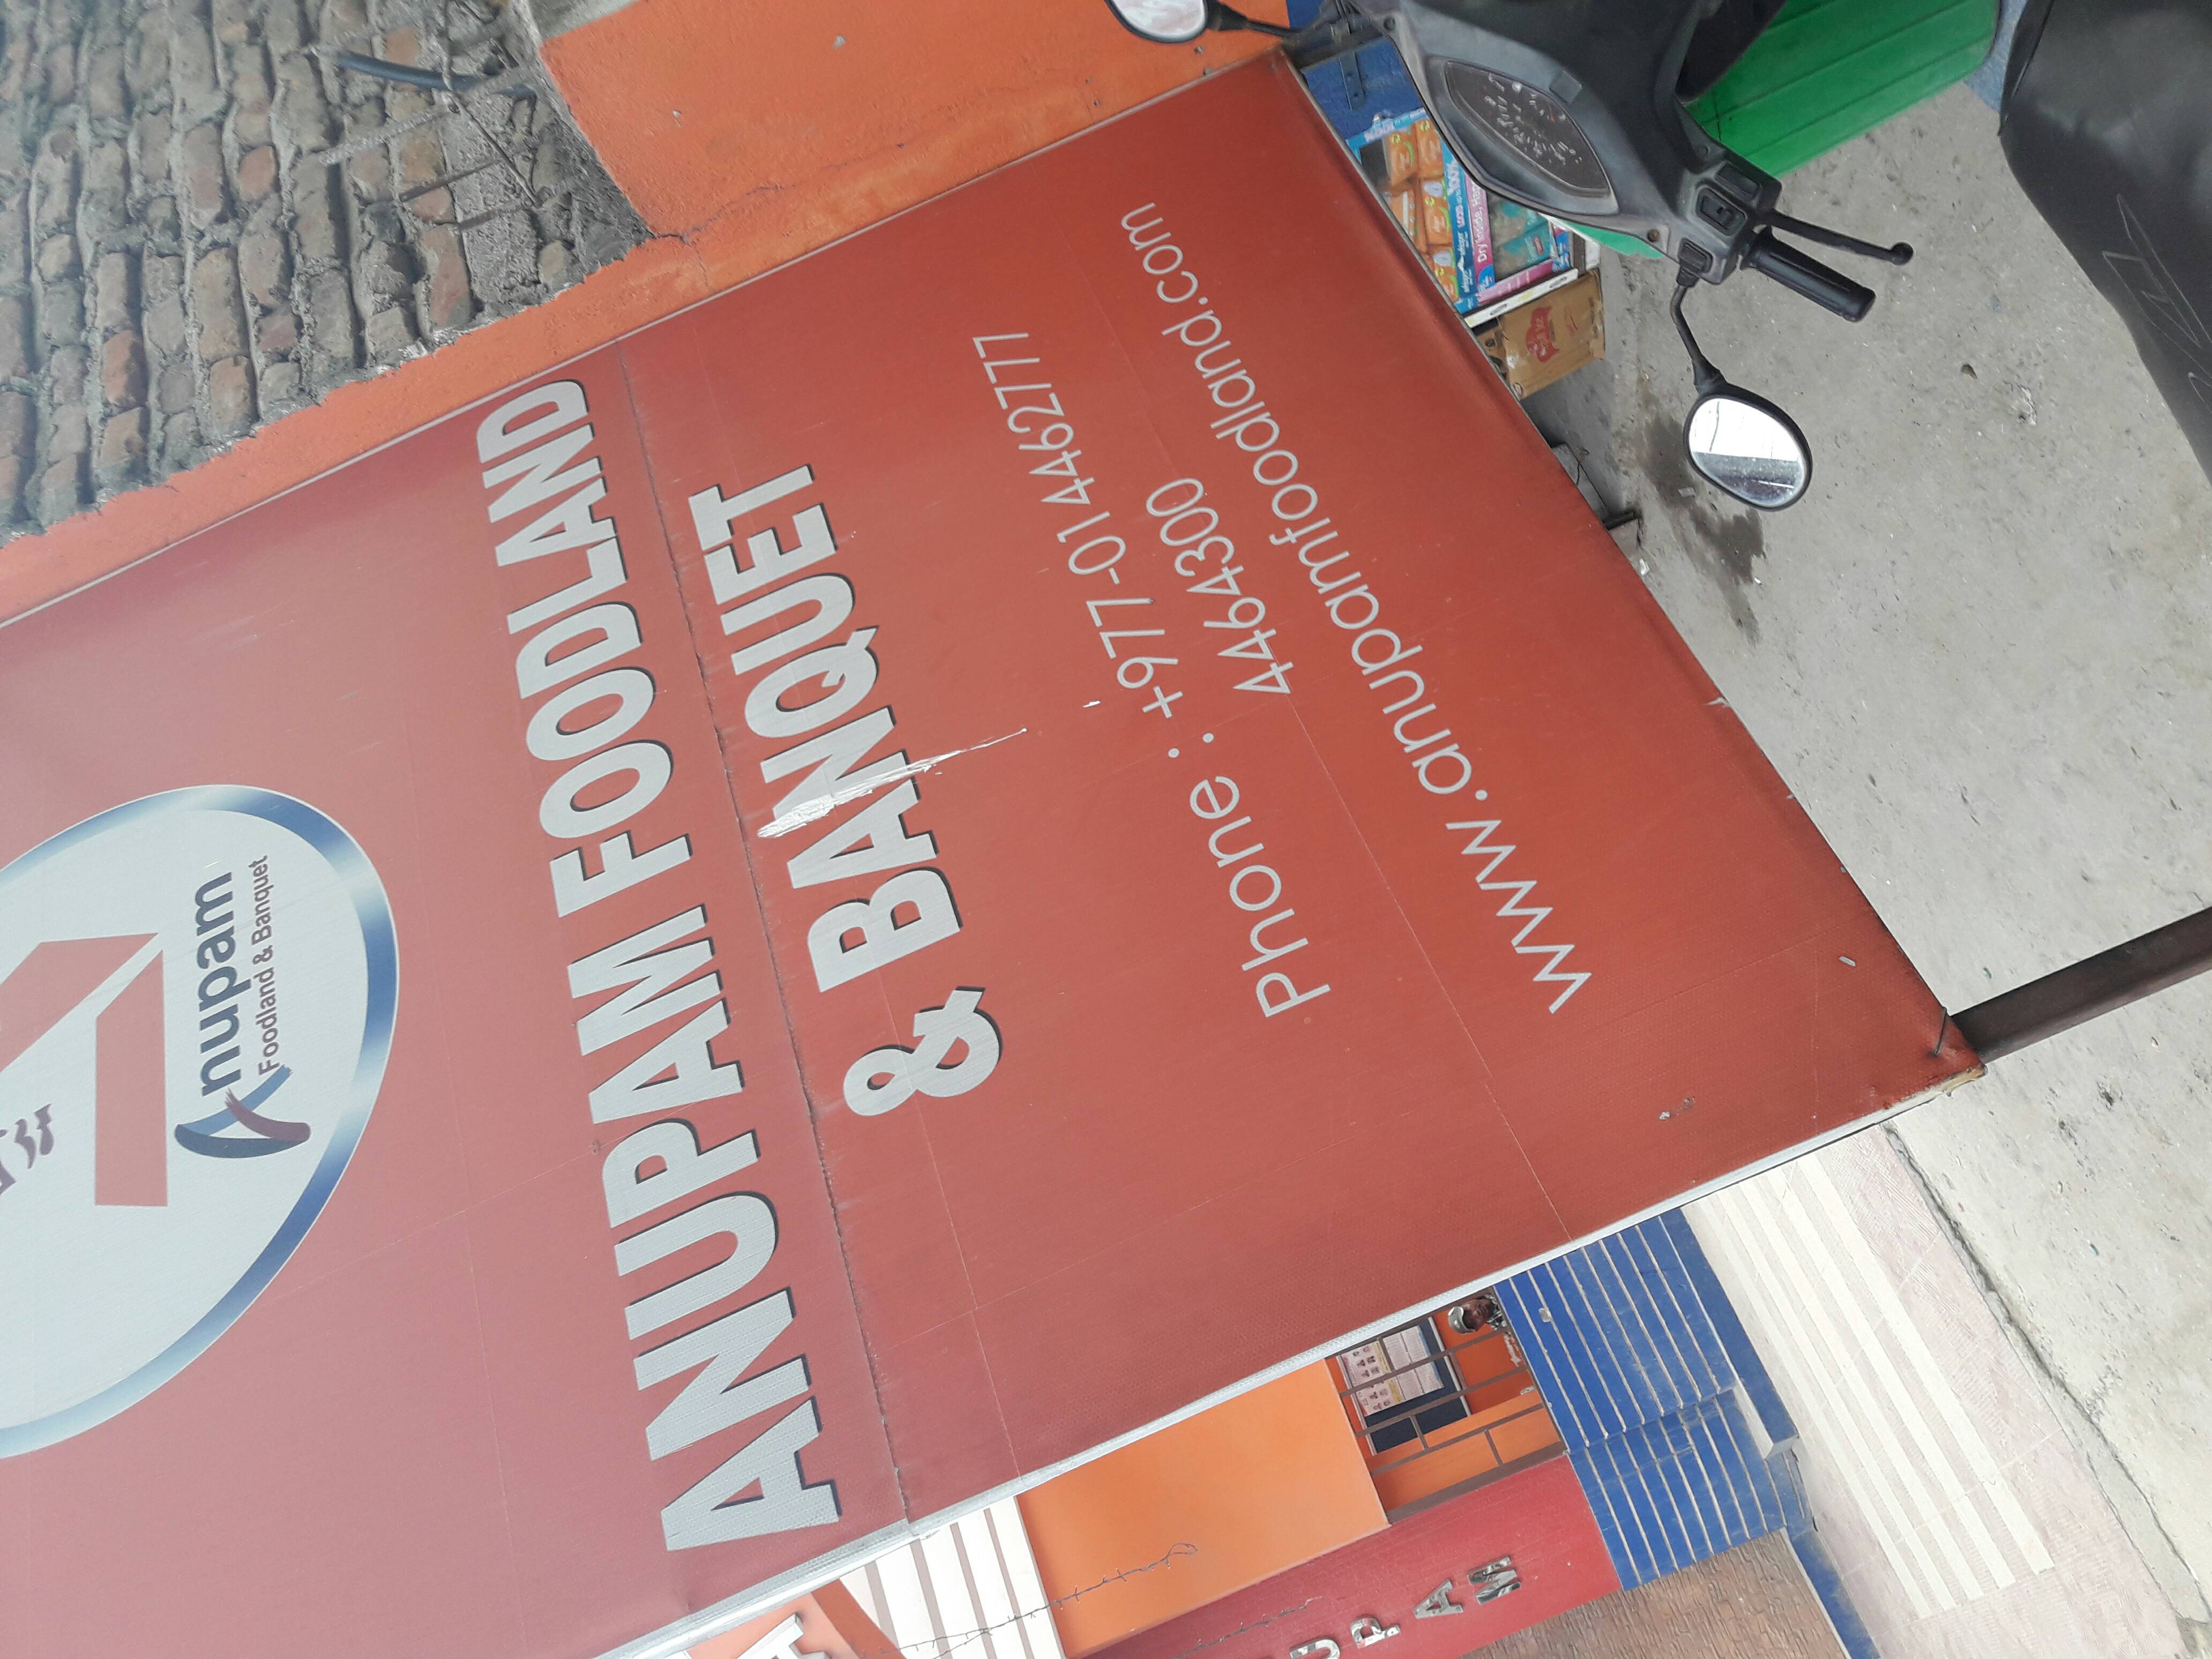 Anupam
Foodland & Banquet
ANUPAM FOODLAND
& BANQUET
Phone : +977-01 4462777
: 4464300
www.anupamfoodland.com
UPAM